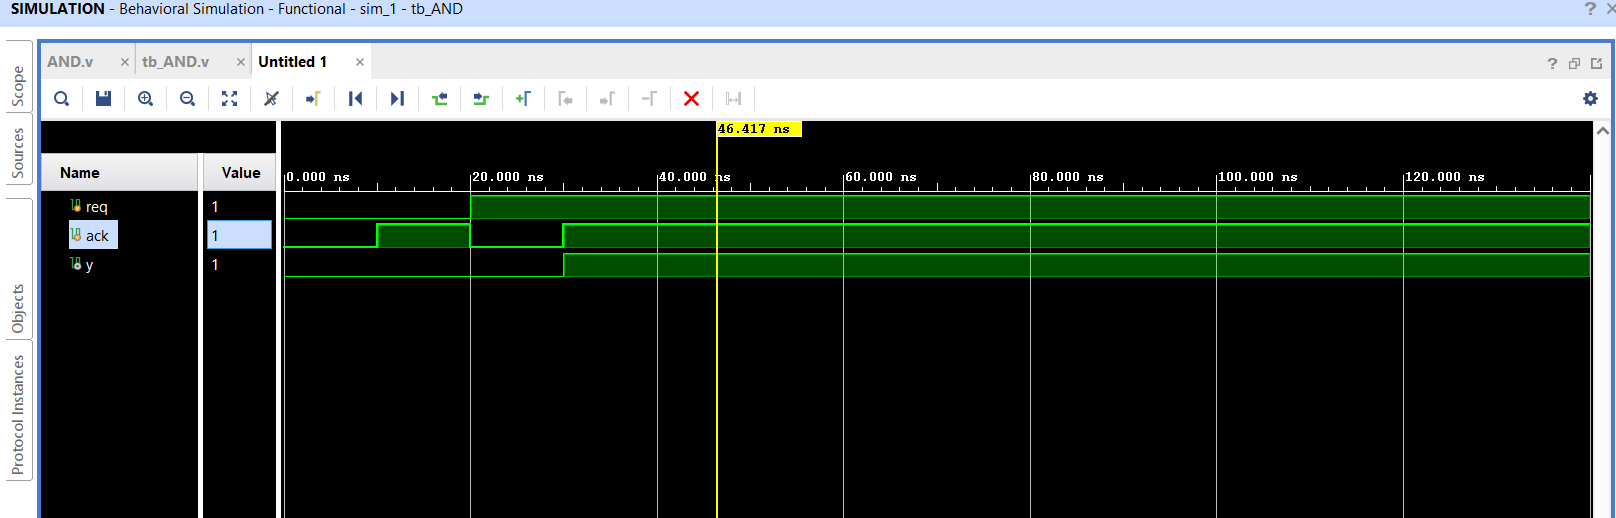 SIMULATION - Behavioral Simulation - Functional - sim_1 - tb_AND
Scope
Sources
Objects
Protocol Instances
AND.v
tb_AND.v
Untitled 1
46.417 ns
Name
Value
0.000 ns
20.000 ns
40.000 ns
60.000 ns
80.000 ns
100.000 ns
120.000 ns
req
1
ack
1
y
1